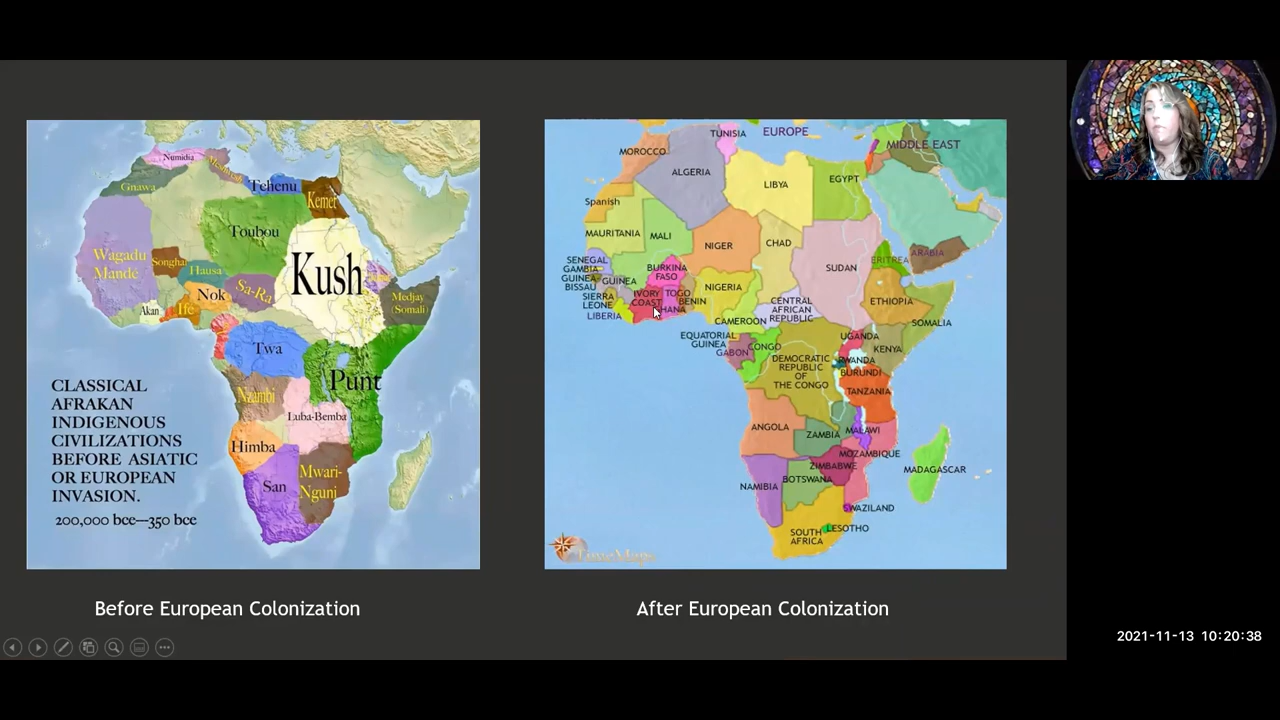 Numidia
Gnawa
Tchenu
Kemet
Toubou
Wagadu
Mandé
Songhai
Hausa
Kush
Nok
Sa-Ra
Medjay
(Somali)
Akan
Ife
Twa
Punt
Nzambi
Luba-Bemba
Himba
San
Mwari-
Nguni
CLASSICAL
AFRAKAN
INDIGENOUS
CIVILIZATIONS
BEFORE ASIATIC
OR EUROPEAN
INVASION.
200,000 bce—350 bce
Before European Colonization
TUNISIA
EUROPE
MOROCCO
MIDDLE EAST
ALGERIA
LIBYA
EGYPT
Spanish
MAURITANIA
MALI
NIGER
CHAD
SUDAN
ERITREA
ARABIA
SENEGAL
GAMBIA
GUINEA
BISSAU
GUINEA
BURKINA
FASO
NIGERIA
SIERRA
LEONE
LIBERIA
IVORY
COAST
TOGO
GHANA
BENIN
CENTRAL
AFRICAN
REPUBLIC
ETHIOPIA
SOMALIA
CAMEROON
EQUATORIAL
GUINEA
GABON
CONGO
DEMOCRATIC
REPUBLIC
OF
THE CONGO
UGANDA
KENYA
RWANDA
BURUNDI
TANZANIA
ANGOLA
ZAMBIA
MALAWI
MOZAMBIQUE
ZIMBABWE
MADAGASCAR
NAMIBIA
BOTSWANA
SWAZILAND
SOUTH
AFRICA
LESOTHO
TimeMaps
After European Colonization
2021-11-13 10:20:38